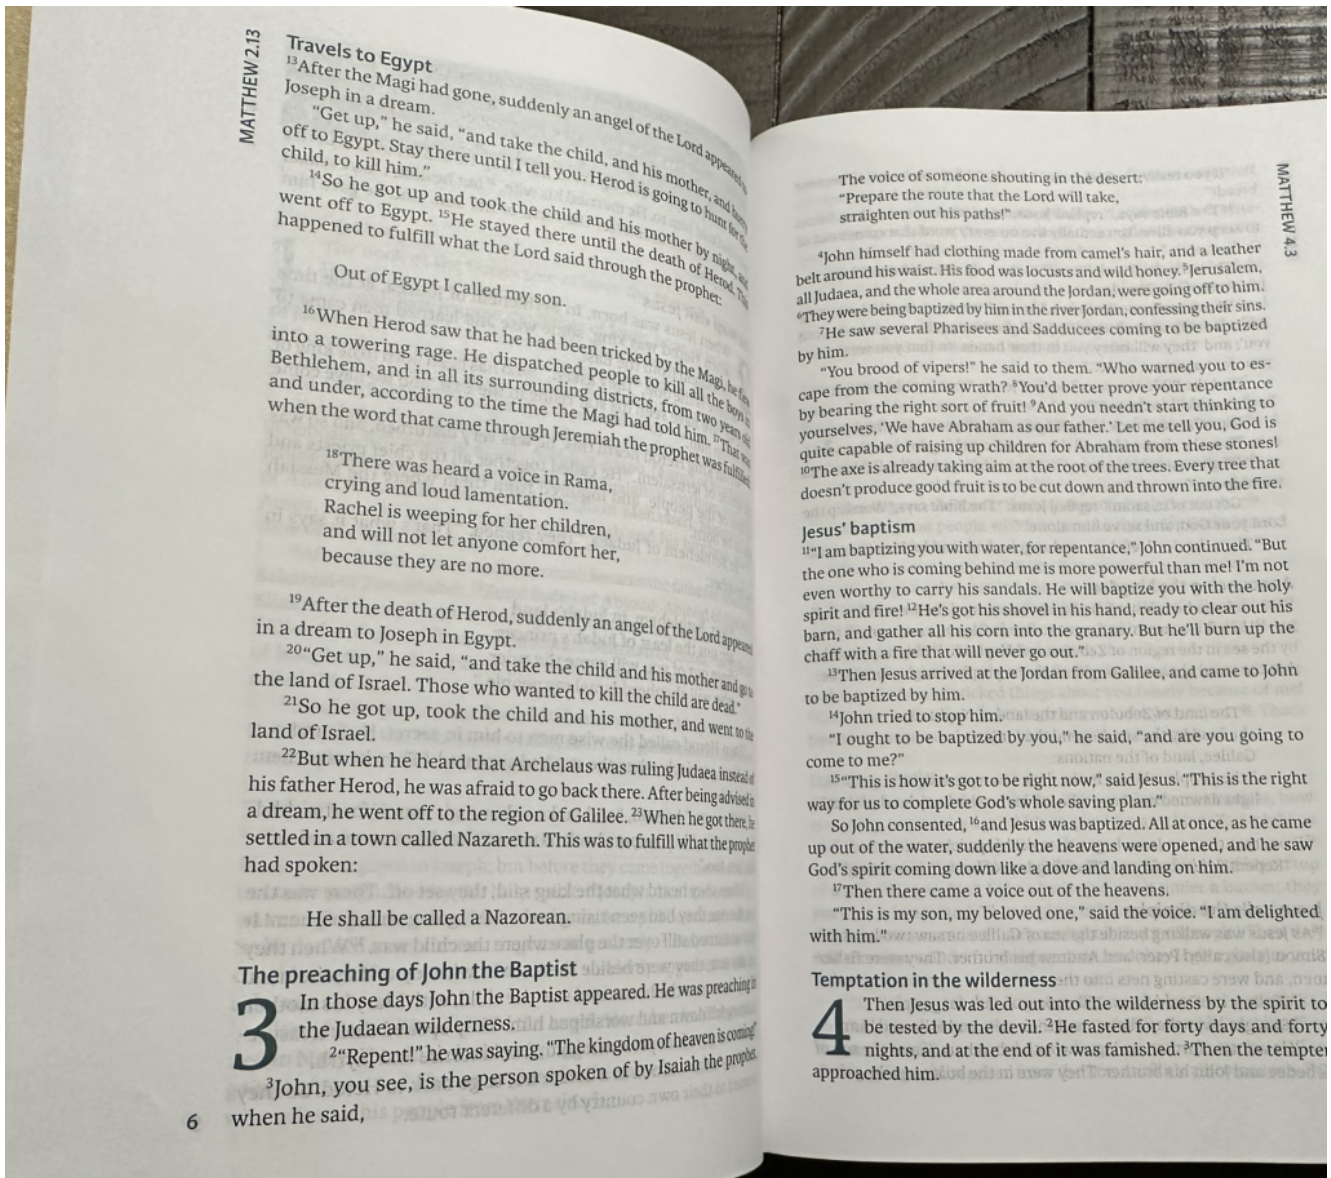 MATTHEW 2.13
Travels to Egypt
¹³After the Magi had gone, suddenly an angel of the Lord appeared to
Joseph in a dream.
“Get up,” he said, “and take the child, and his mother, and hurry
off to Egypt. Stay there until I tell you. Herod is going to hunt for the
child, to kill him.”
¹⁴So he got up and took the child and his mother by night, and
went off to Egypt. ¹⁵He stayed there until the death of Herod. This
happened to fulfill what the Lord said through the prophet:
Out of Egypt I called my son.
¹⁶When Herod saw that he had been tricked by the Magi, he flew
into a towering rage. He dispatched people to kill all the boys in
Bethlehem, and in all its surrounding districts, from two years old
and under, according to the time the Magi had told him. ¹⁷That was
when the word that came through Jeremiah the prophet was fulfilled:
¹⁸There was heard a voice in Rama,
crying and loud lamentation.
Rachel is weeping for her children,
and will not let anyone comfort her,
because they are no more.
¹⁹After the death of Herod, suddenly an angel of the Lord appeared
in a dream to Joseph in Egypt.
²⁰“Get up,” he said, “and take the child and his mother and go to
the land of Israel. Those who wanted to kill the child are dead.”
²¹So he got up, took the child and his mother, and went to the
land of Israel.
²²But when he heard that Archelaus was ruling Judaea instead of
his father Herod, he was afraid to go back there. After being advised in
a dream, he went off to the region of Galilee. ²³When he got there, he
settled in a town called Nazareth. This was to fulfill what the prophet
had spoken:
He shall be called a Nazorean.
The preaching of John the Baptist
3 In those days John the Baptist appeared. He was preaching in
the Judaean wilderness.
²“Repent!” he was saying. “The kingdom of heaven is coming!”
³John, you see, is the person spoken of by Isaiah the prophet,
when he said,
6
MATTHEW 4.3
The voice of someone shouting in the desert:
“Prepare the route that the Lord will take,
straighten out his paths!”
⁴John himself had clothing made from camel’s hair, and a leather
belt around his waist. His food was locusts and wild honey. ⁵Jerusalem,
all Judaea, and the whole area around the Jordan, were going off to him.
⁶They were being baptized by him in the river Jordan, confessing their sins.
⁷He saw several Pharisees and Sadducees coming to be baptized
by him.
“You brood of vipers!” he said to them. “Who warned you to es-
cape from the coming wrath? ⁸You’d better prove your repentance
by bearing the right sort of fruit! ⁹And you needn’t start thinking to
yourselves, ‘We have Abraham as our father.’ Let me tell you, God is
quite capable of raising up children for Abraham from these stones!
¹⁰The axe is already taking aim at the root of the trees. Every tree that
doesn’t produce good fruit is to be cut down and thrown into the fire.
Jesus’ baptism
¹¹“I am baptizing you with water, for repentance,” John continued. “But
the one who is coming behind me is more powerful than me! I’m not
even worthy to carry his sandals. He will baptize you with the holy
spirit and fire! ¹²He’s got his shovel in his hand, ready to clear out his
barn, and gather all his corn into the granary. But he’ll burn up the
chaff with a fire that will never go out.”
¹³Then Jesus arrived at the Jordan from Galilee, and came to John
to be baptized by him.
¹⁴John tried to stop him.
“I ought to be baptized by you,” he said, “and are you going to
come to me?”
¹⁵“This is how it’s got to be right now,” said Jesus. “This is the right
way for us to complete God’s whole saving plan.”
So John consented, ¹⁶and Jesus was baptized. All at once, as he came
up out of the water, suddenly the heavens were opened, and he saw
God’s spirit coming down like a dove and landing on him.
¹⁷Then there came a voice out of the heavens.
“This is my son, my beloved one,” said the voice. “I am delighted
with him.”
Temptation in the wilderness
4 Then Jesus was led out into the wilderness by the spirit to
be tested by the devil. ²He fasted for forty days and forty
nights, and at the end of it was famished. ³Then the tempter
approached him.